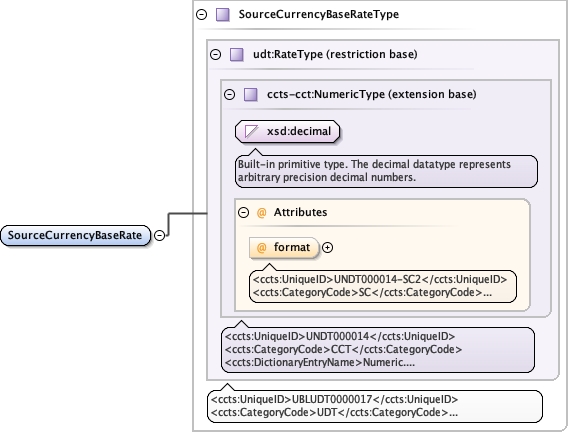 SourceCurrencyBaseRateType
udt:RateType (restriction base)
ccts-cct:NumericType (extension base)
xsd:decimal
Built-in primitive type. The decimal datatype represents
arbitrary precision decimal numbers.
@ Attributes
@ format
<ccts:UniqueID>UNDT000014-SC2</ccts:UniqueID>
<ccts:CategoryCode>SC</ccts:CategoryCode>...
SourceCurrencyBaseRate
<ccts:UniqueID>UNDT000014</ccts:UniqueID>
<ccts:CategoryCode>CCT</ccts:CategoryCode>
<ccts:DictionaryEntryName>Numeric....
<ccts:UniqueID>UBLUDT0000017</ccts:UniqueID>
<ccts:CategoryCode>UDT</ccts:CategoryCode>...